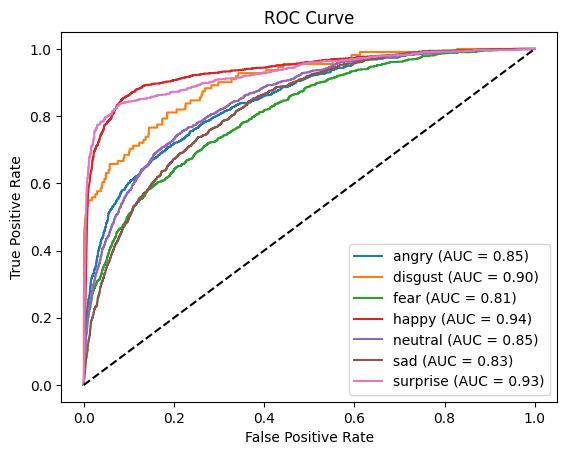 ROC Curve
True Positive Rate
1.0
0.8
0.6
0.4
0.2
0.0
angry (AUC = 0.85)
disgust (AUC = 0.90)
fear (AUC = 0.81)
happy (AUC = 0.94)
neutral (AUC = 0.85)
sad (AUC = 0.83)
surprise (AUC = 0.93)
0.0 0.2 0.4 0.6 0.8 1.0
False Positive Rate